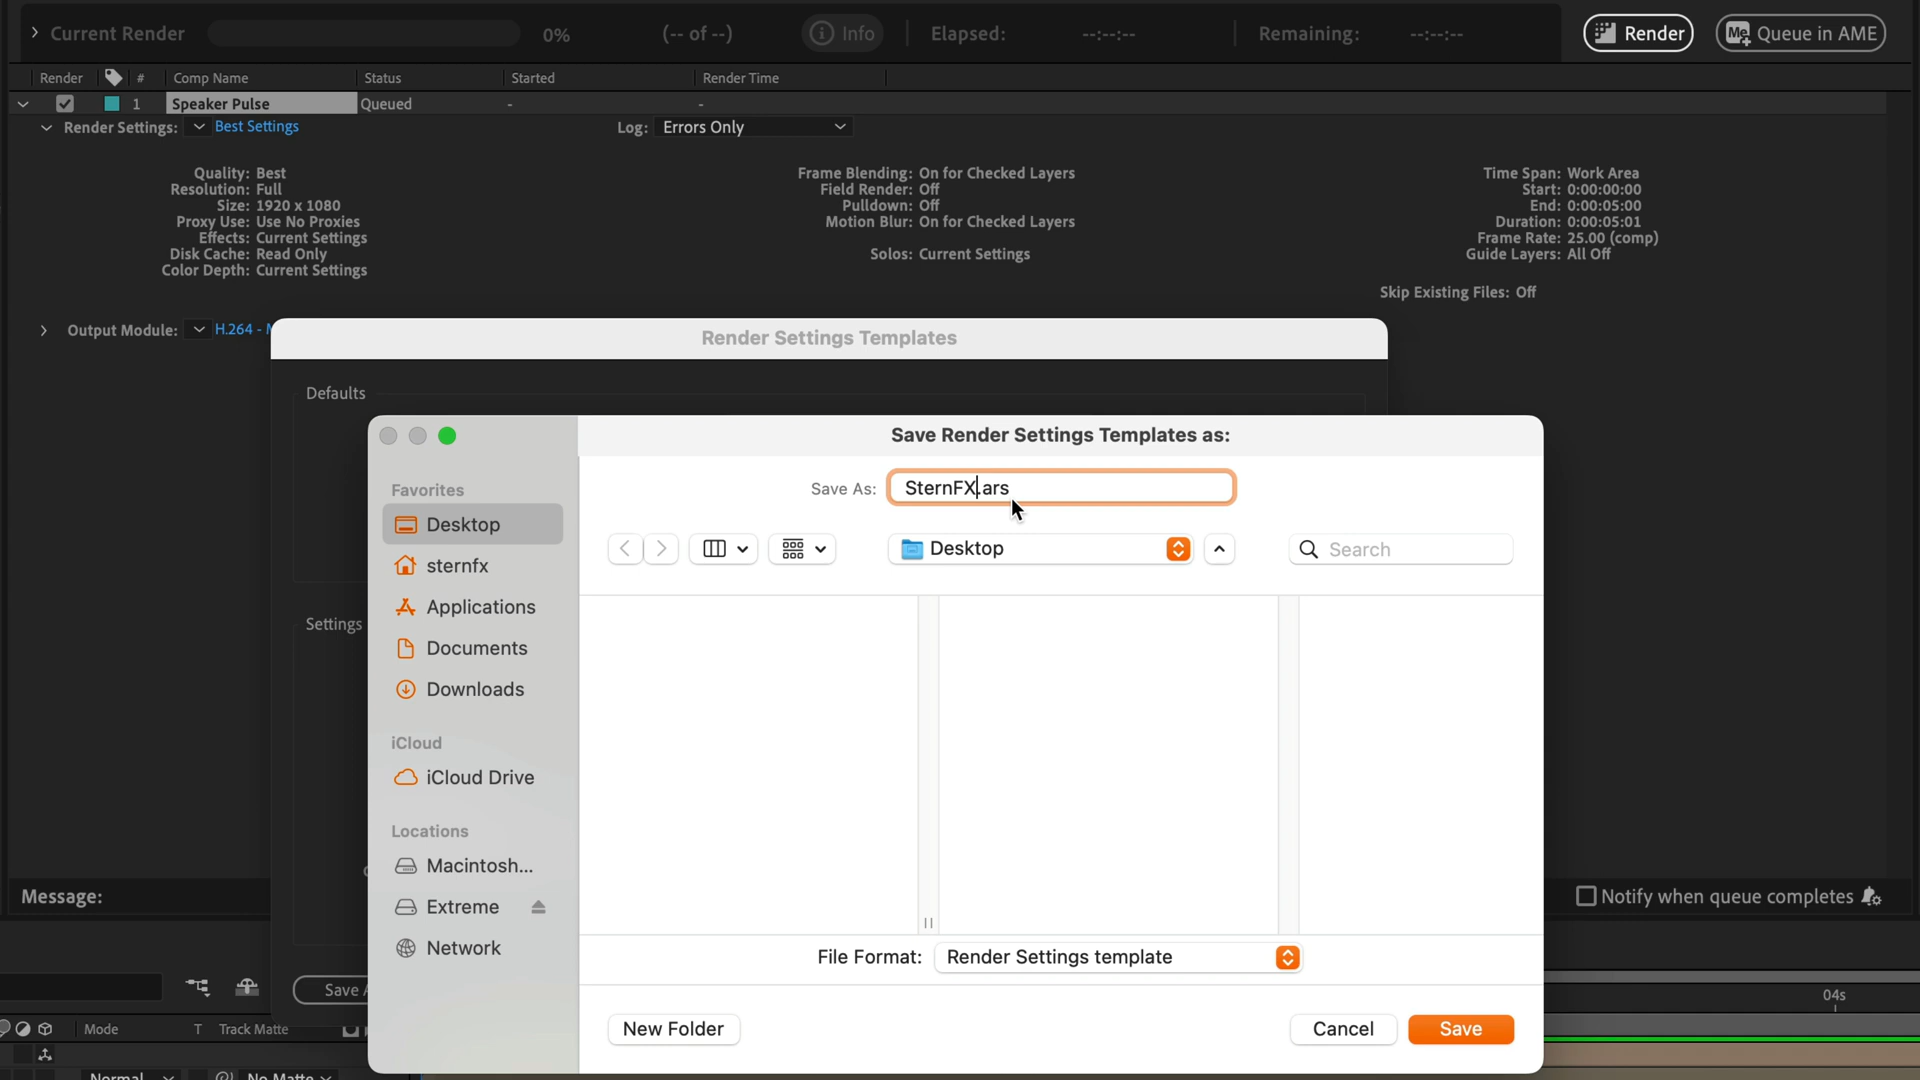 Current Render 0% (-- of --) Info Elapsed: --:--:-- Remaining: --:--:-- Render Me Queue in AME
Render # Comp Name Status Started Render Time
1 Speaker Pulse Queued - -
Render Settings: Best Settings Log: Errors Only
Quality: Best
Resolution: Full
Size: 1920 x 1080
Proxy Use: Use No Proxies
Effects: Current Settings
Disk Cache: Read Only
Color Depth: Current Settings
Frame Blending: On for Checked Layers
Field Render: Off
Pulldown: Off
Motion Blur: On for Checked Layers
Solos: Current Settings
Time Span: Work Area
Start: 0:00:00:00
End: 0:00:05:00
Duration: 0:00:05:01
Frame Rate: 25.00 (comp)
Guide Layers: All Off
Skip Existing Files: Off
Output Module: H.264 -
Render Settings Templates
Defaults
Settings
Save Render Settings Templates as:
Save As: SternFX.ars
Desktop Search
Favorites
Desktop
sternfx
Applications
Documents
Downloads
iCloud
iCloud Drive
Locations
Macintosh...
Extreme
Network
File Format: Render Settings template
New Folder Cancel Save
Message:
Notify when queue completes
Save
04s
Mode T Track Matte
Normal No Matte